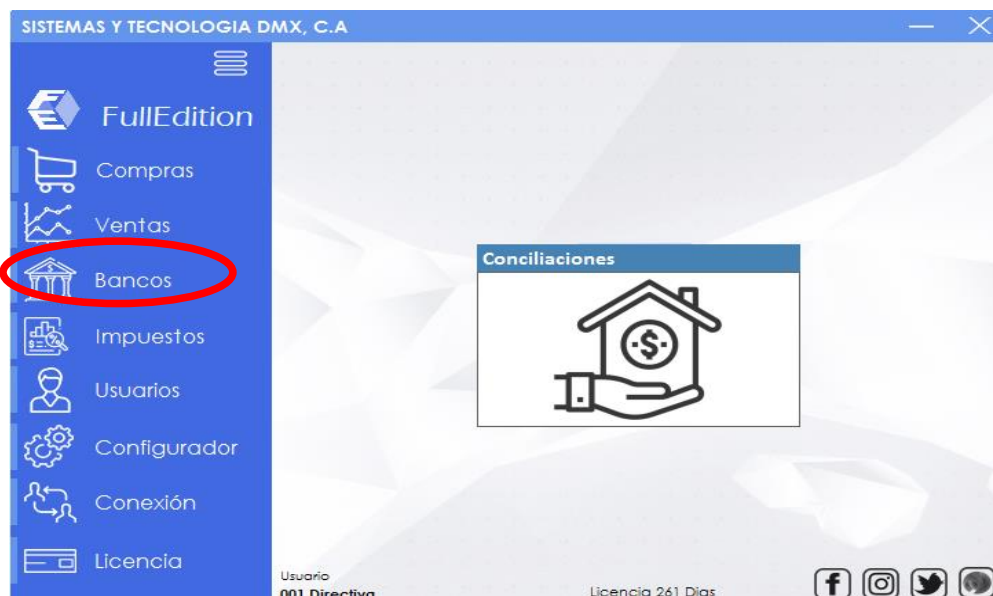 SISTEMAS Y TECNOLOGIA DMX, C.A
FullEdition
Compras
Ventas
Bancos
Impuestos
Usuarios
Configurador
Conexión
Licencia
Conciliaciones
Usuario
001 Directiva
Licencia 261 Dias